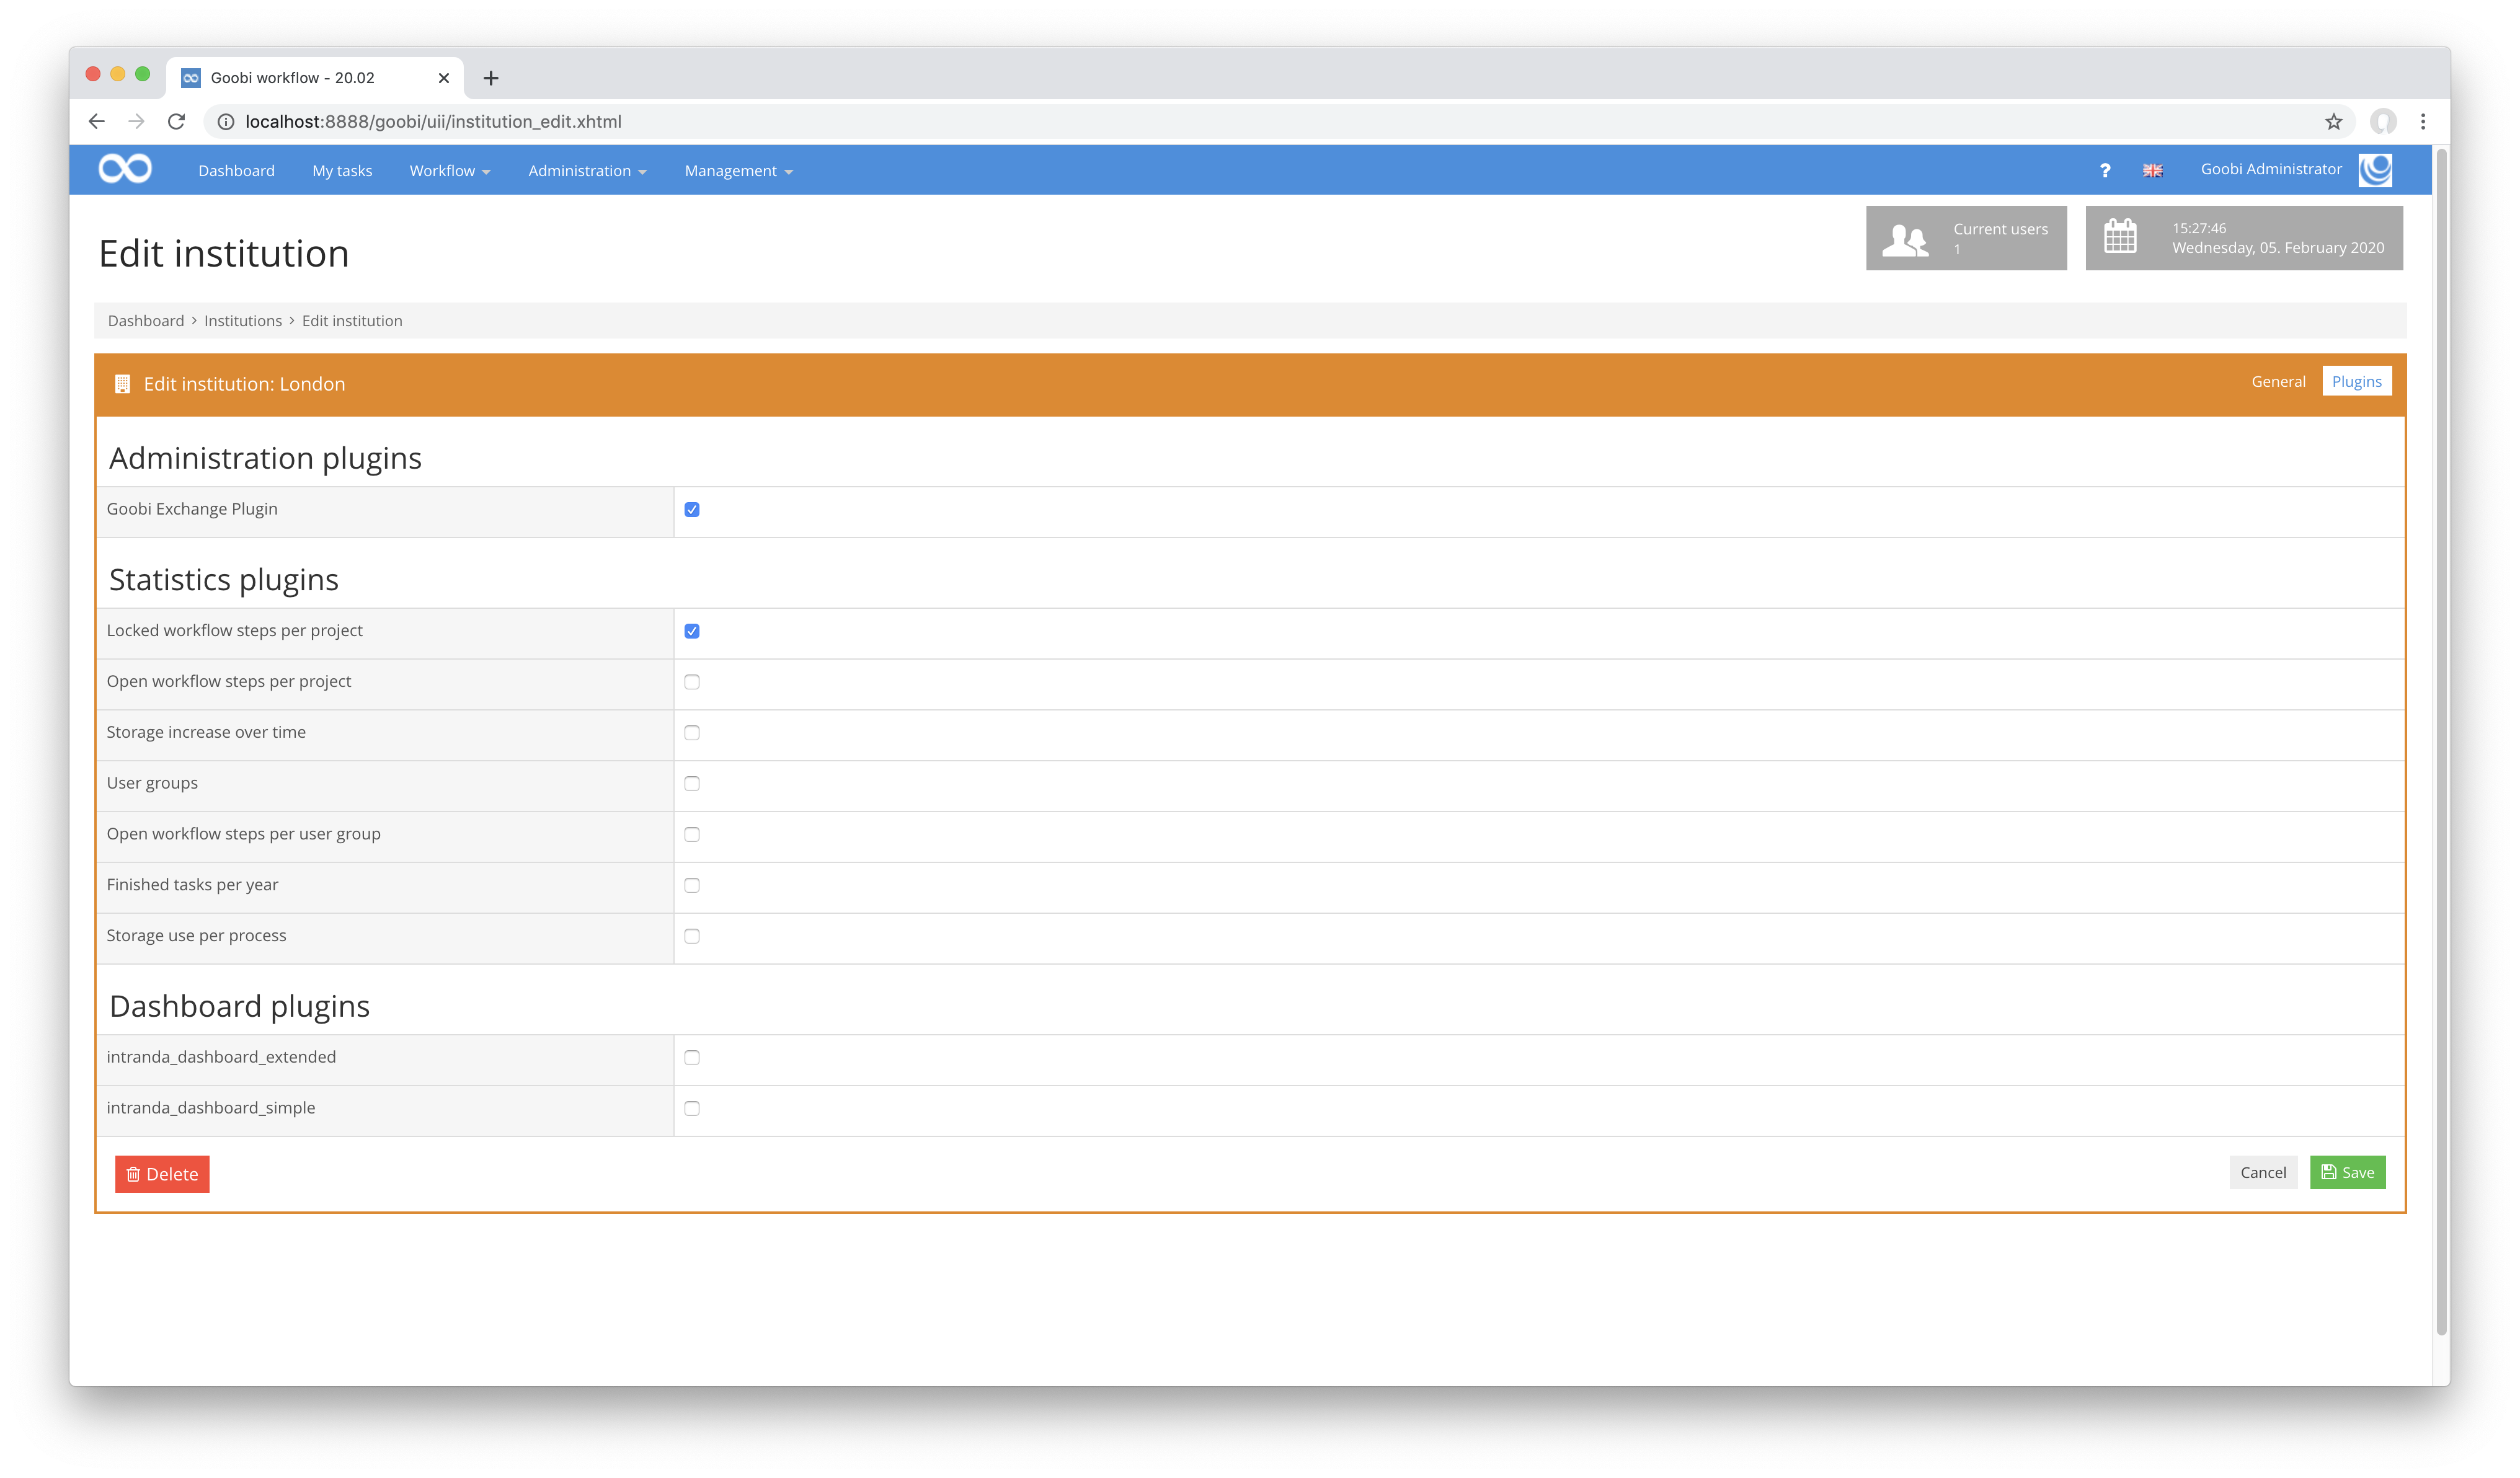 Goobi workflow - 20.02
localhost:8888/goobi/uii/institution_edit.xhtml
Dashboard My tasks Workflow Administration Management ? Goobi Administrator
Edit institution
Current users
1
15:27:46
Wednesday, 05. February 2020
Dashboard > Institutions > Edit institution
Edit institution: London General Plugins
Administration plugins
Goobi Exchange Plugin
Statistics plugins
Locked workflow steps per project
Open workflow steps per project
Storage increase over time
User groups
Open workflow steps per user group
Finished tasks per year
Storage use per process
Dashboard plugins
intranda_dashboard_extended
intranda_dashboard_simple
Delete Cancel Save